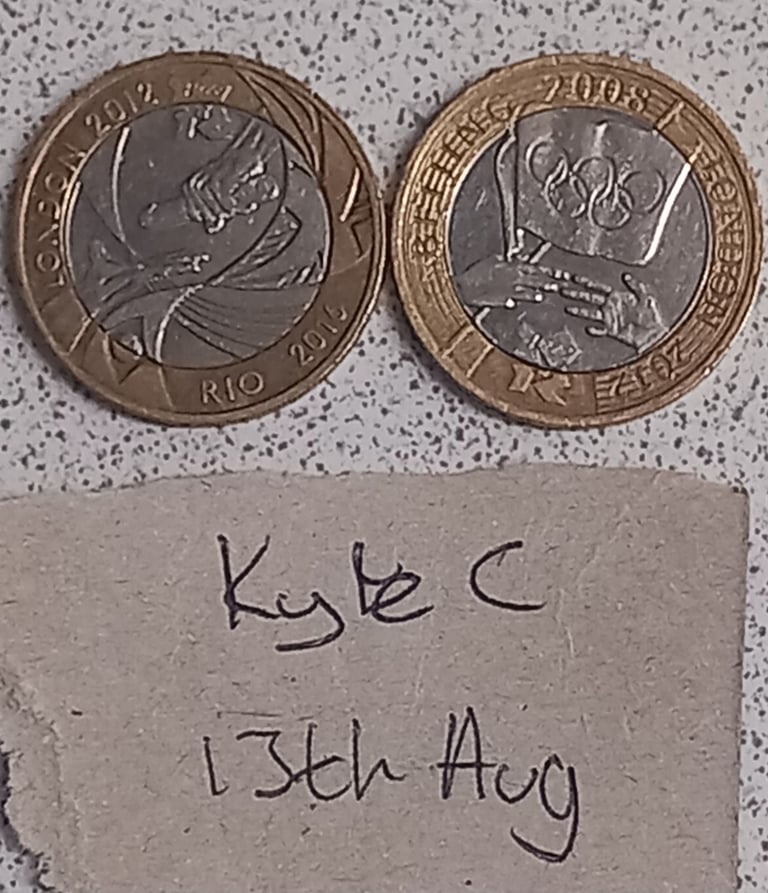 LONDON 2012
RIO 2016
BEIJING 2008
LONDON 2012
Kyle C
13th Aug